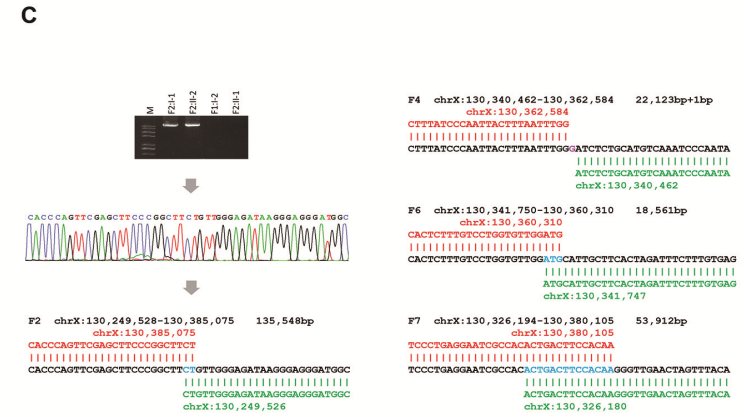 C
M
F2:I-1
F2:II-2
F1:I-2
F2:II-1
CACCCAGTTCGAGCTTCCCGGCTTCTGTTGGGAGATAAGGGAGGGATGGC
F2 chrX:130,249,528-130,385,075 135,548bp
chrX:130,385,075
CACCCAGTTCGAGCTTCCCGGCTTCT
CACCCAGTTCGAGCTTCCCGGCTTCTGTTGGGAGATAAGGGAGGGATGGC
CTGTTGGGAGATAAGGGAGGGATGGC
chrX:130,249,526
F4 chrX:130,340,462-130,362,584 22,123bp+1bp
chrX:130,362,584
CTTTATCCCAATTACTTTAATTTGG
CTTTATCCCAATTACTTTAATTTGGGATCTCTGCATGTCAAATCCCAATA
ATCTCTGCATGTCAAATCCCAATA
chrX:130,340,462
F6 chrX:130,341,750-130,360,310 18,561bp
chrX:130,360,310
CACTCTTTGTCCTGGTGTTGGATG
CACTCTTTGTCCTGGTGTTGGATGCATTGCTTCACTAGATTTCTTTGTGAG
ATGCATTGCTTCACTAGATTTCTTTGTGAG
chrX:130,341,747
F7 chrX:130,326,194-130,380,105 53,912bp
chrX:130,380,105
TCCCTGAGGAATCGCCACACTGACTTCCACAA
TCCCTGAGGAATCGCCACACTGACTTCCACAAGGGTTGAACTAGTTTACA
ACTGACTTCCACAAGGGTTGAACTAGTTTACA
chrX:130,326,180